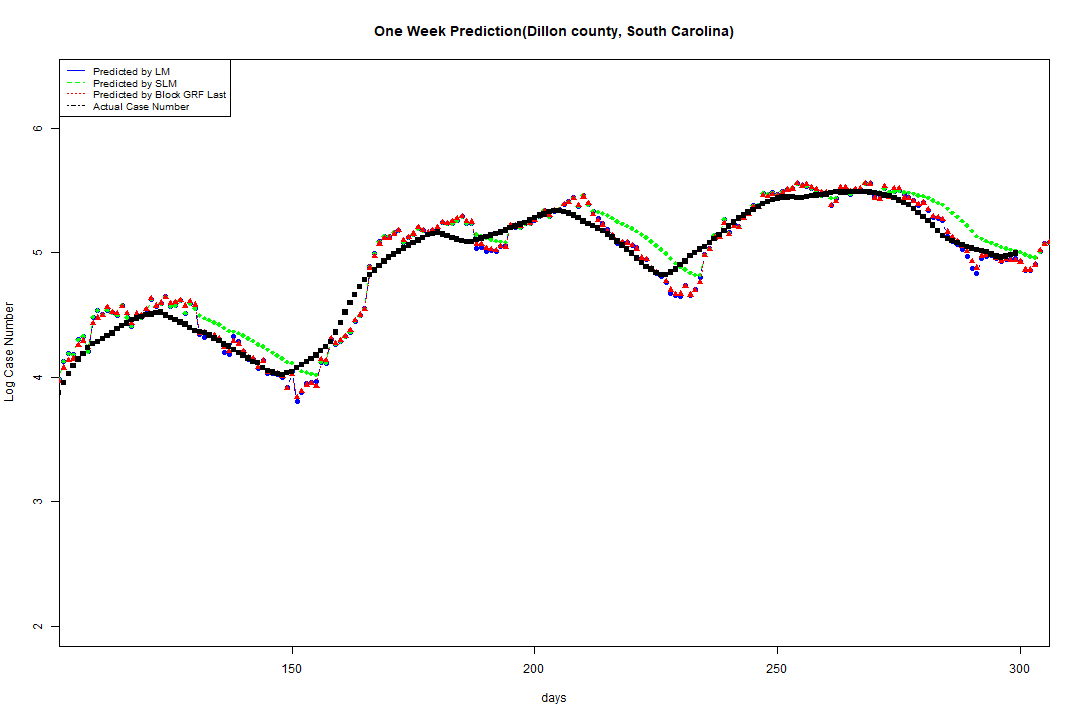 One Week Prediction(Dillon county, South Carolina)
Predicted by LM
Predicted by SLM
Predicted by Block GRF Last
Actual Case Number
6
5
4
3
2
Log Case Number
150 200 250 300
days